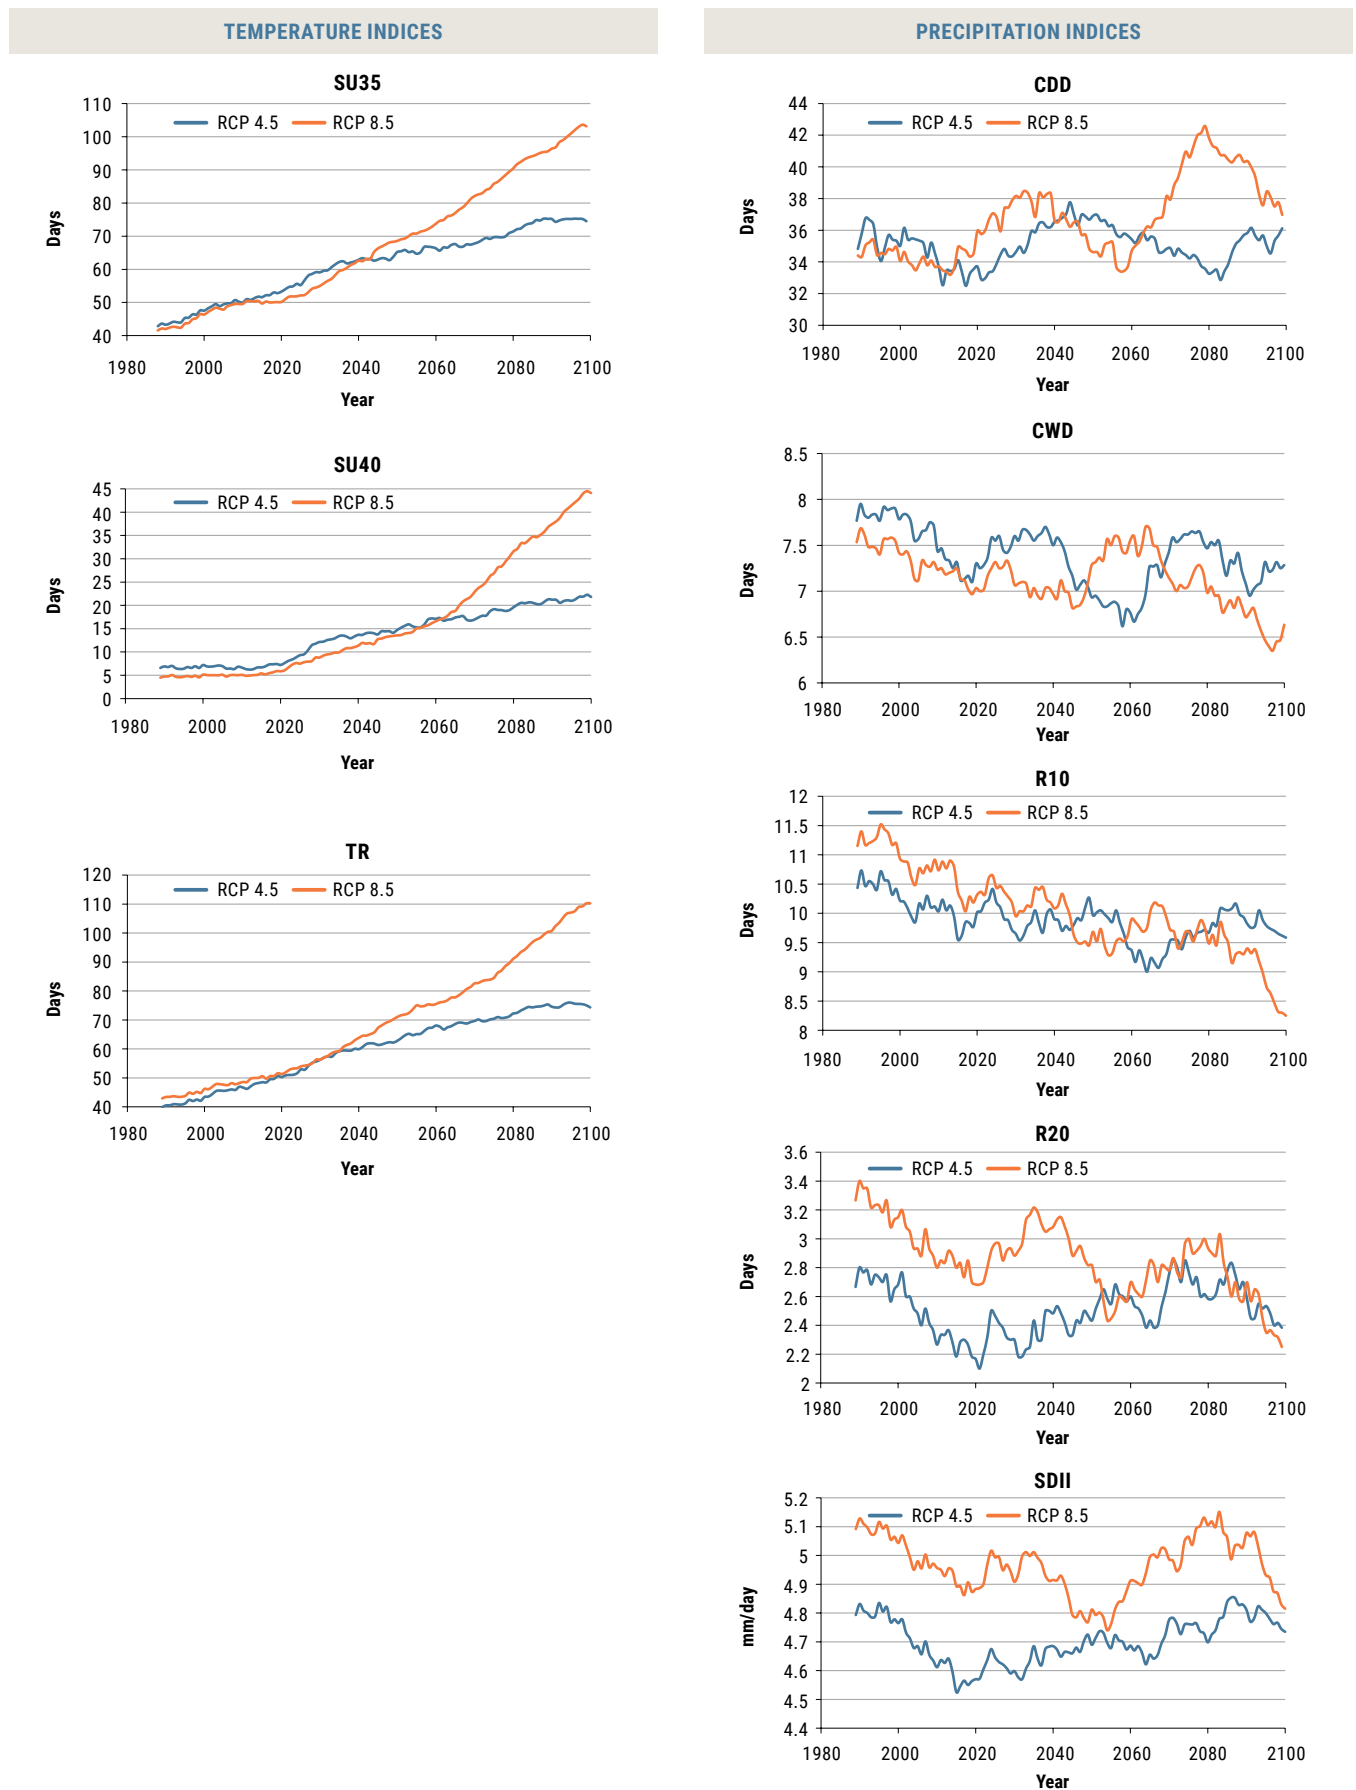 TEMPERATURE INDICES
SU35
110
100
90
80
70
60
50
40
Days
RCP 4.5 RCP 8.5
1980 2000 2020 2040 2060 2080 2100
Year
SU40
45
40
35
30
25
20
15
10
5
0
Days
RCP 4.5 RCP 8.5
1980 2000 2020 2040 2060 2080 2100
Year
TR
120
110
100
90
80
70
60
50
40
Days
RCP 4.5 RCP 8.5
1980 2000 2020 2040 2060 2080 2100
Year
PRECIPITATION INDICES
CDD
44
42
40
38
36
34
32
30
Days
RCP 4.5 RCP 8.5
1980 2000 2020 2040 2060 2080 2100
Year
CWD
8.5
8
7.5
7
6.5
6
Days
1980 2000 2020 2040 2060 2080 2100
Year
R10
12
11.5
11
10.5
10
9.5
9
8.5
8
Days
RCP 4.5 RCP 8.5
1980 2000 2020 2040 2060 2080 2100
Year
R20
3.6
3.4
3.2
3
2.8
2.6
2.4
2.2
2
Days
RCP 4.5 RCP 8.5
1980 2000 2020 2040 2060 2080 2100
Year
SDII
5.2
5.1
5
4.9
4.8
4.7
4.6
4.5
4.4
mm/day
RCP 4.5 RCP 8.5
1980 2000 2020 2040 2060 2080 2100
Year